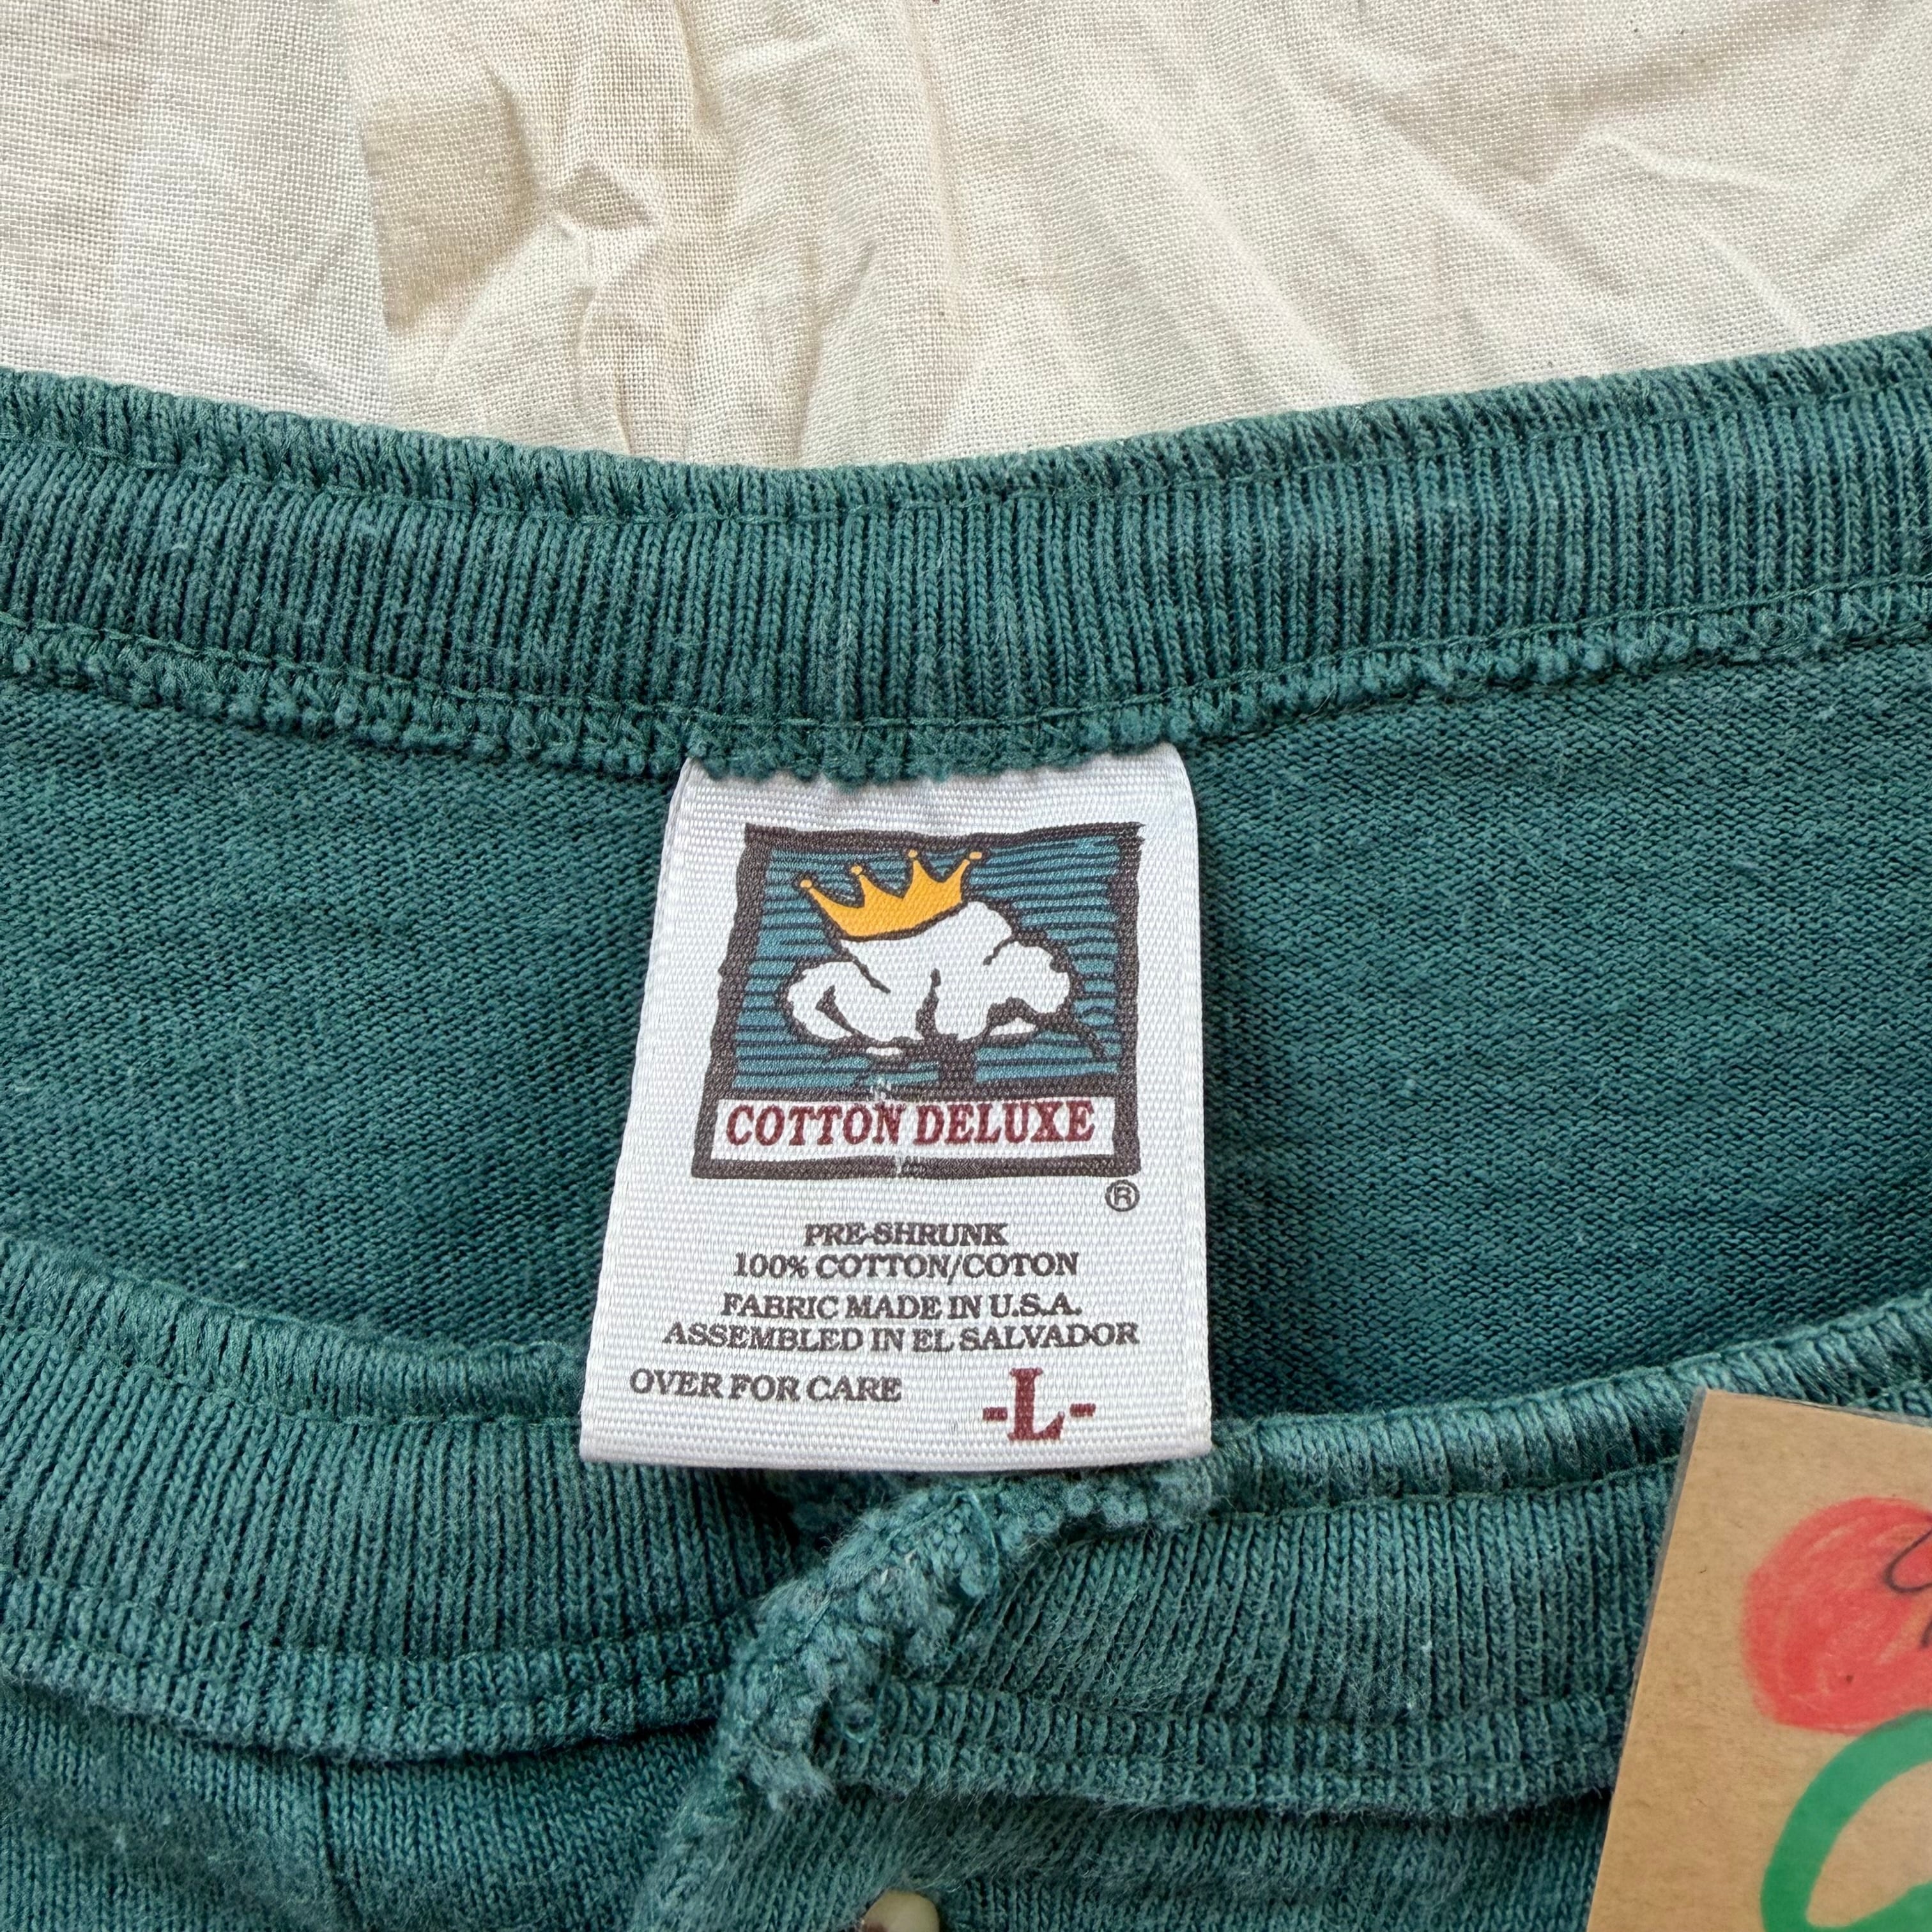 COTTON DELUXE
®
PRE-SHRUNK
100% COTTON/COTON
FABRIC MADE IN U.S.A.
ASSEMBLED IN EL SALVADOR
OVER FOR CARE -L-